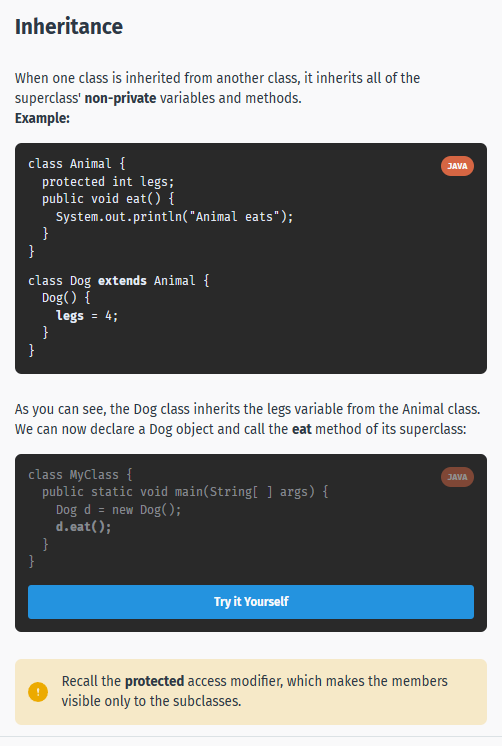 Inheritance
When one class is inherited from another class, it inherits all of the
superclass' non-private variables and methods.
Example:
JAVA
class Animal {
  protected int legs;
  public void eat() {
    System.out.println("Animal eats");
  }
}
class Dog extends Animal {
  Dog() {
    legs = 4;
  }
}
As you can see, the Dog class inherits the legs variable from the Animal class.
We can now declare a Dog object and call the eat method of its superclass:
JAVA
class MyClass {
  public static void main(String[ ] args) {
    Dog d = new Dog();
    d.eat();
  }
}
Try it Yourself
!
Recall the protected access modifier, which makes the members
visible only to the subclasses.